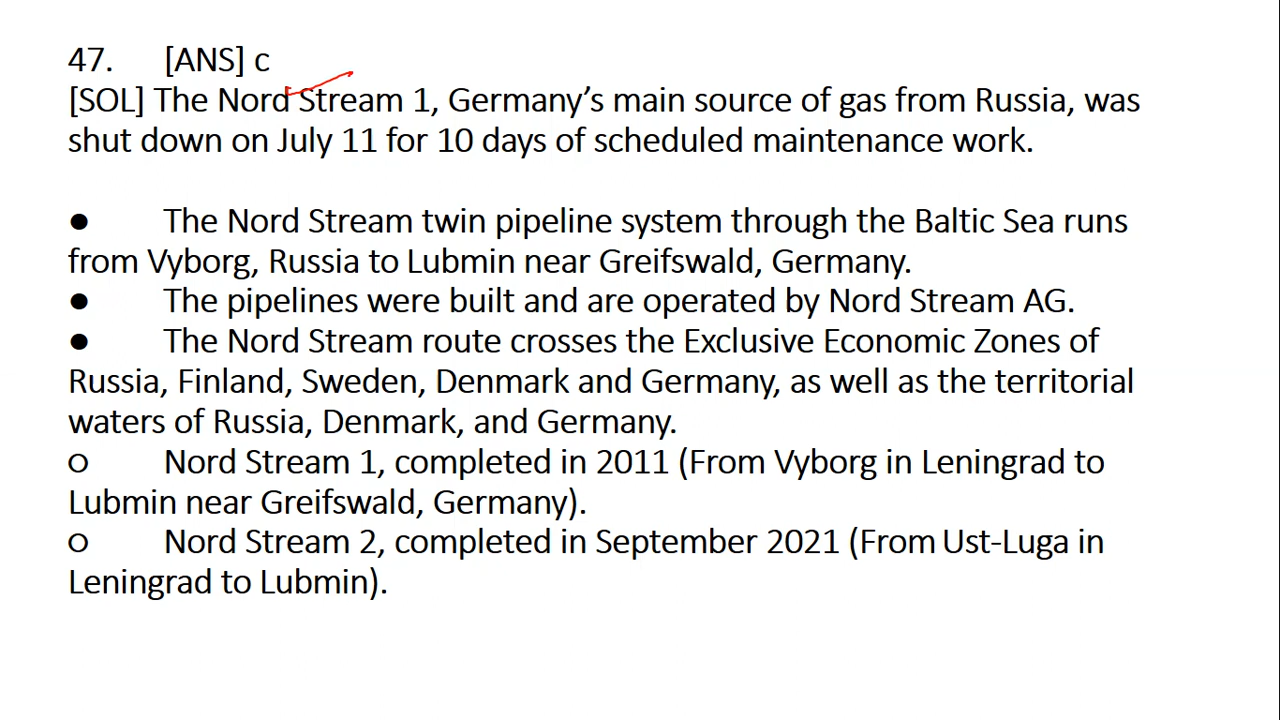 47. [ANS] c
[SOL] The Nord Stream 1, Germany’s main source of gas from Russia, was
shut down on July 11 for 10 days of scheduled maintenance work.
● The Nord Stream twin pipeline system through the Baltic Sea runs
from Vyborg, Russia to Lubmin near Greifswald, Germany.
● The pipelines were built and are operated by Nord Stream AG.
● The Nord Stream route crosses the Exclusive Economic Zones of
Russia, Finland, Sweden, Denmark and Germany, as well as the territorial
waters of Russia, Denmark, and Germany.
○ Nord Stream 1, completed in 2011 (From Vyborg in Leningrad to
Lubmin near Greifswald, Germany).
○ Nord Stream 2, completed in September 2021 (From Ust-Luga in
Leningrad to Lubmin).